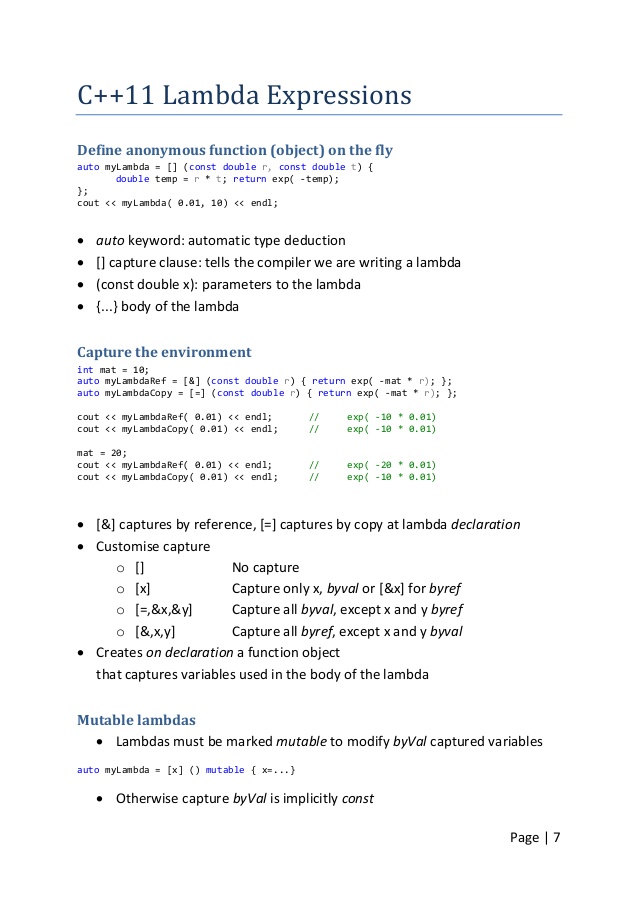 C++11 Lambda Expressions
Define anonymous function (object) on the fly
auto myLambda = [] (const double r, const double t) {
double temp = r * t; return exp( -temp);
};
cout << myLambda( 0.01, 10) << endl;
• auto keyword: automatic type deduction
• [] capture clause: tells the compiler we are writing a lambda
• (const double x): parameters to the lambda
• {...} body of the lambda
Capture the environment
int mat = 10;
auto myLambdaRef = [&] (const double r) { return exp( -mat * r); };
auto myLambdaCopy = [=] (const double r) { return exp( -mat * r); };
cout << myLambdaRef( 0.01) << endl; // exp( -10 * 0.01)
cout << myLambdaCopy( 0.01) << endl; // exp( -10 * 0.01)
mat = 20;
cout << myLambdaRef( 0.01) << endl; // exp( -20 * 0.01)
cout << myLambdaCopy( 0.01) << endl; // exp( -10 * 0.01)
• [&] captures by reference, [=] captures by copy at lambda declaration
• Customise capture
o [] No capture
o [x] Capture only x, byval or [&x] for byref
o [=,&x,&y] Capture all byval, except x and y byref
o [&,x,y] Capture all byref, except x and y byval
• Creates on declaration a function object
that captures variables used in the body of the lambda
Mutable lambdas
• Lambdas must be marked mutable to modify byVal captured variables
auto myLambda = [x] () mutable { x=...}
• Otherwise capture byVal is implicitly const
Page | 7